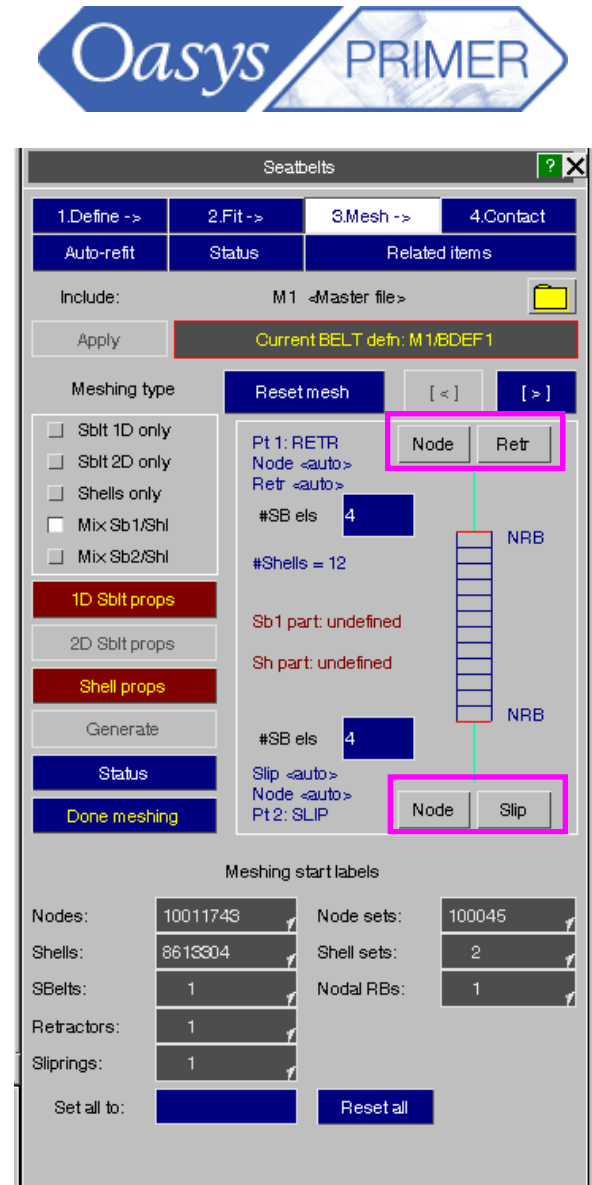 Oasys PRIMER
Seatbelts ? X
1.Define -> 2.Fit -> 3.Mesh -> 4.Contact
Auto-refit Status Related items
Include: M1 <Master file>
Apply Current BELT defn: M1/BDEF1
Meshing type Reset mesh [ < ] [ > ]
Sblt 1D only
Sblt 2D only
Shells only
Mix Sb1/Shl
Mix Sb2/Shl
1D Sblt props
2D Sblt props
Shell props
Generate
Status
Done meshing
Pt 1: RETR
Node <auto>
Retr <auto>
Node Retr
#SB els 4
NRB
#Shells = 12
Sb1 part: undefined
Sh part: undefined
NRB
#SB els 4
Slip <auto>
Node <auto>
Pt 2: SLIP
Node Slip
Meshing start labels
Nodes: 10011743 Node sets: 100045
Shells: 8613304 Shell sets: 2
SBelts: 1 Nodal RBs: 1
Retractors: 1
Sliprings: 1
Set all to: Reset all